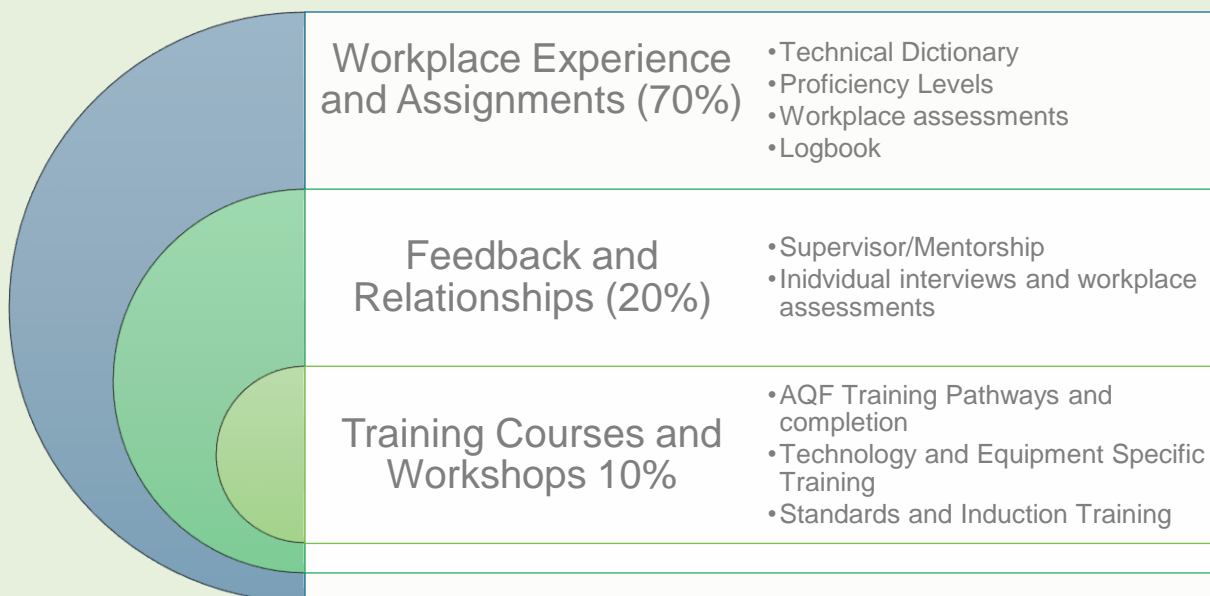 Workplace Experience
and Assignments (70%)
•Technical Dictionary
•Proficiency Levels
•Workplace assessments
•Logbook
Feedback and
Relationships (20%)
•Supervisor/Mentorship
•Inidvidual interviews and workplace
assessments
Training Courses and
Workshops 10%
•AQF Training Pathways and
completion
•Technology and Equipment Specific
Training
•Standards and Induction Training